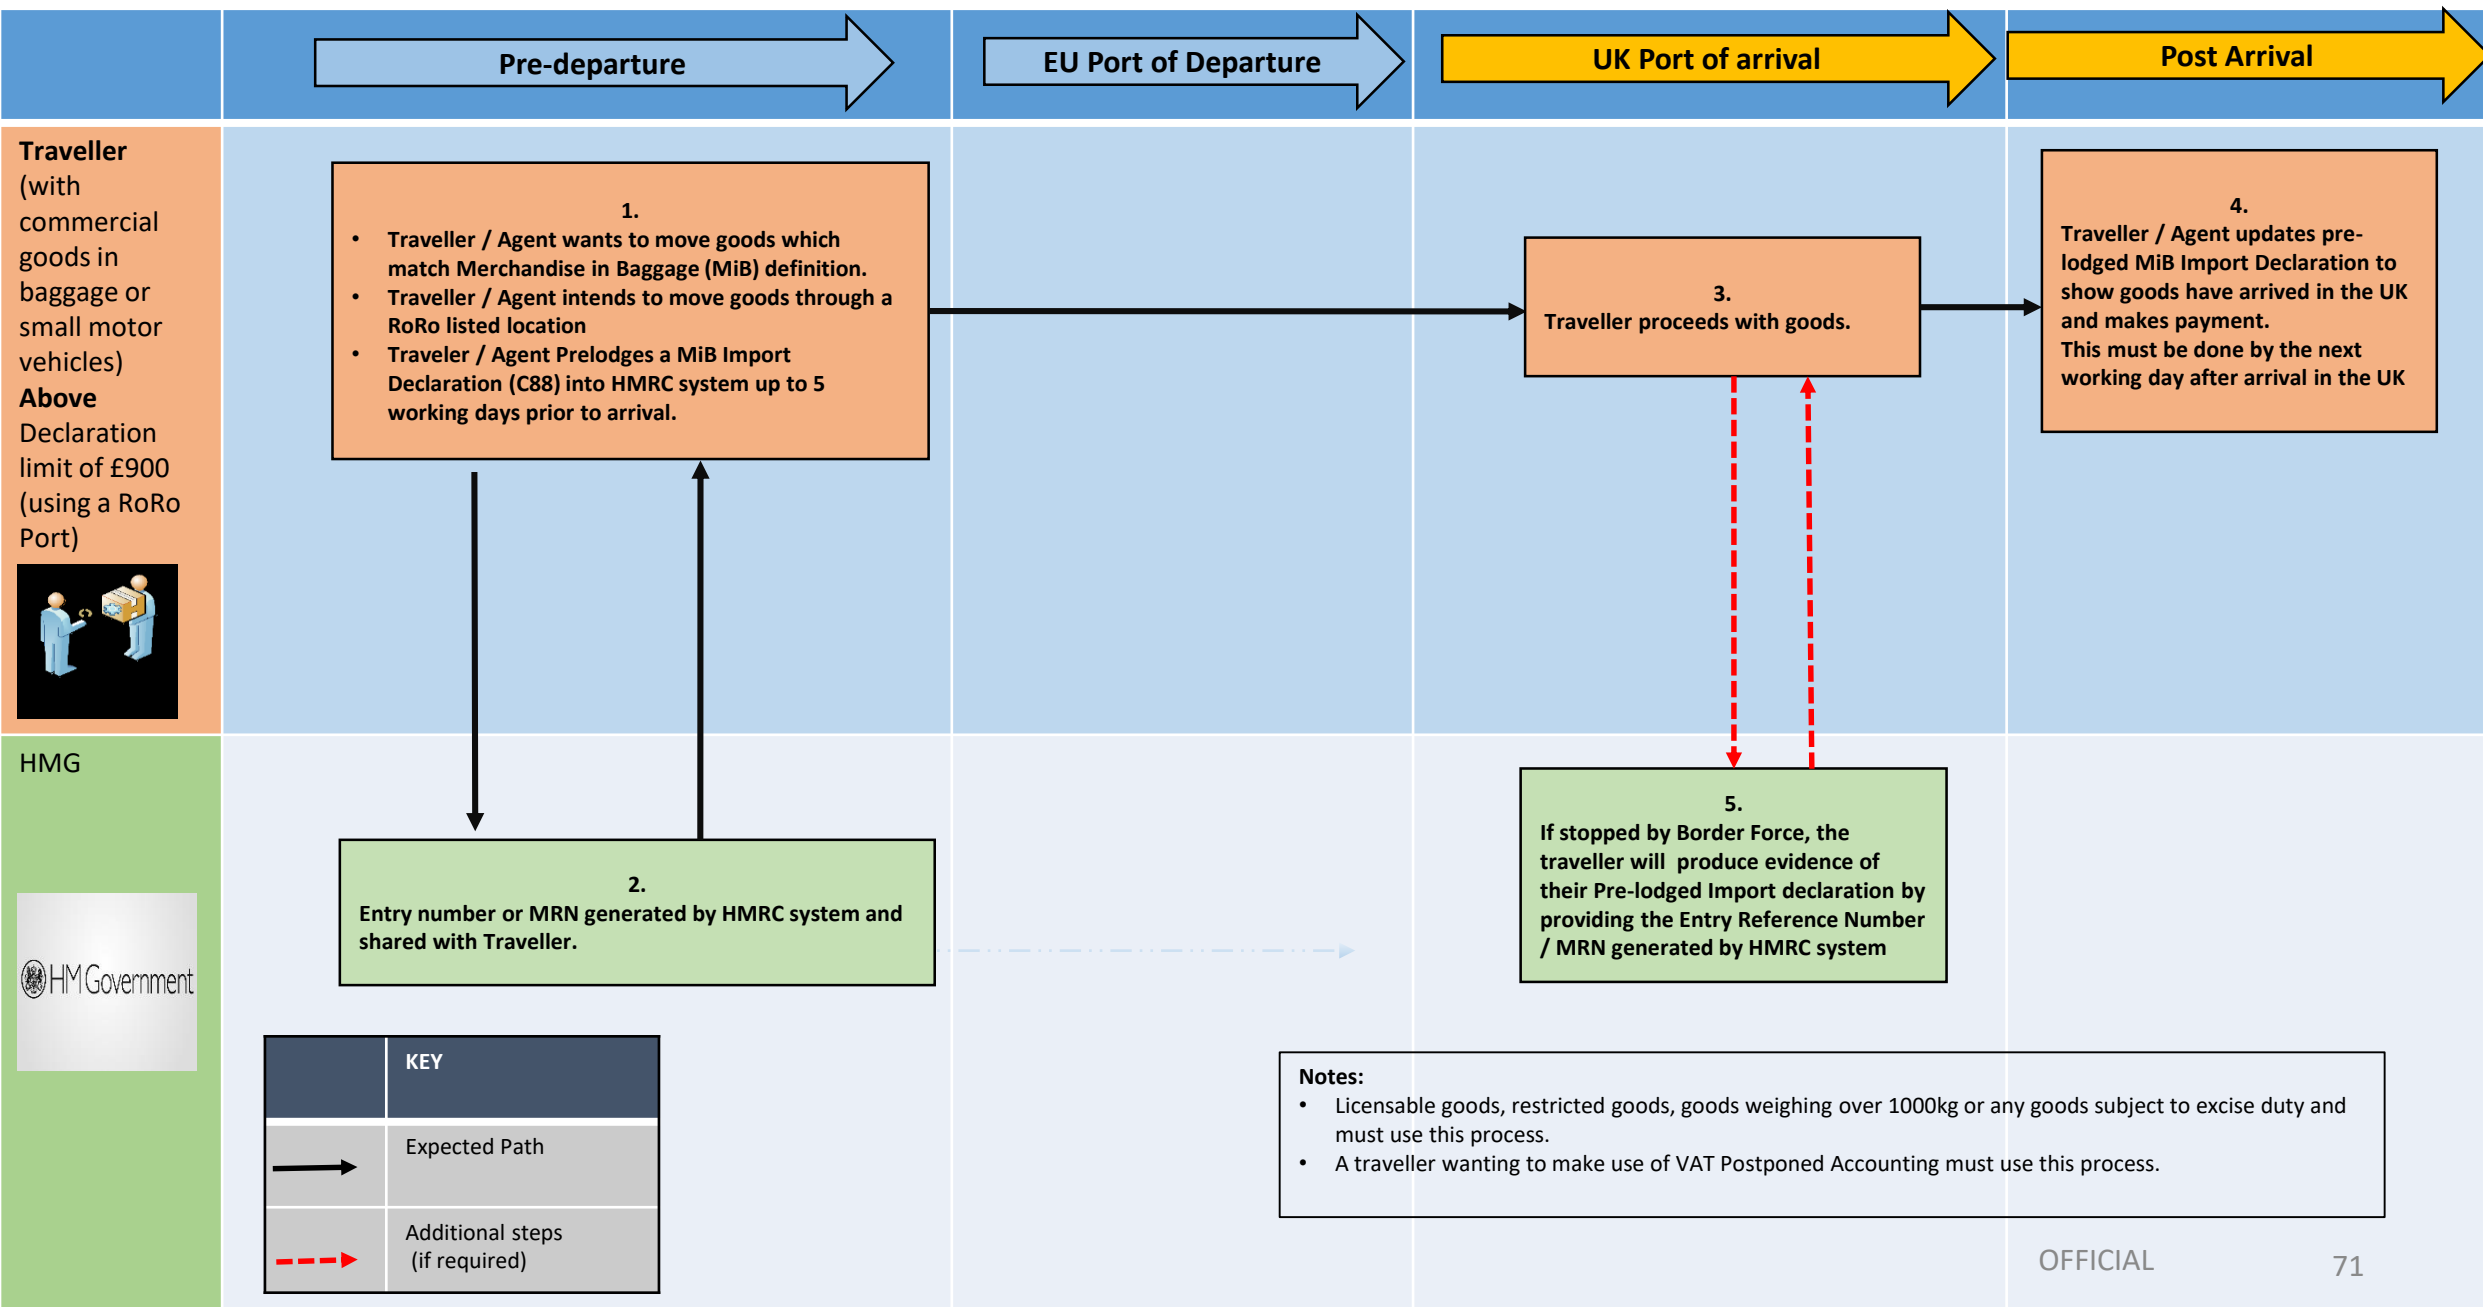 Pre-departure
EU Port of Departure
UK Port of arrival
Post Arrival
Traveller
(with
commercial
goods in
baggage or
small motor
vehicles)
Above
Declaration
limit of £900
(using a RoRo
Port)
1.
• Traveller / Agent wants to move goods which
match Merchandise in Baggage (MiB) definition.
• Traveller / Agent intends to move goods through a
RoRo listed location
• Traveler / Agent Prelodges a MiB Import
Declaration (C88) into HMRC system up to 5
working days prior to arrival.
3.
Traveller proceeds with goods.
4.
Traveller / Agent updates pre-
lodged MiB Import Declaration to
show goods have arrived in the UK
and makes payment.
This must be done by the next
working day after arrival in the UK
HMG
HM Government
2.
Entry number or MRN generated by HMRC system and
shared with Traveller.
5.
If stopped by Border Force, the
traveller will produce evidence of
their Pre-lodged Import declaration by
providing the Entry Reference Number
/ MRN generated by HMRC system
KEY
Expected Path
Additional steps
(if required)
Notes:
• Licensable goods, restricted goods, goods weighing over 1000kg or any goods subject to excise duty and
must use this process.
• A traveller wanting to make use of VAT Postponed Accounting must use this process.
OFFICIAL
71